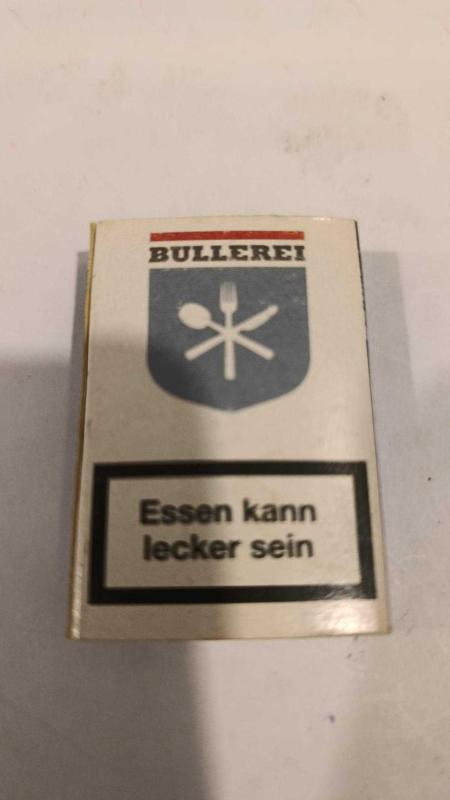 BULLEREI
Essen kann
lecker sein